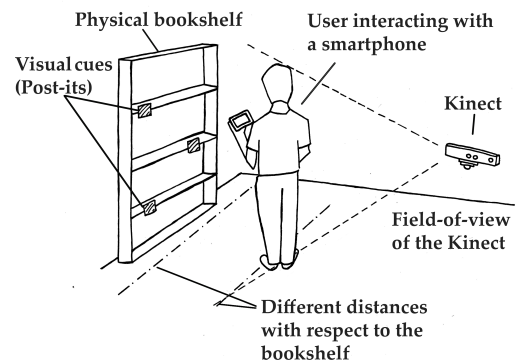 Physical bookshelf
User interacting with
a smartphone
Visual cues
(Post-its)
Kinect
Field-of-view
of the Kinect
Different distances
with respect to the
bookshelf